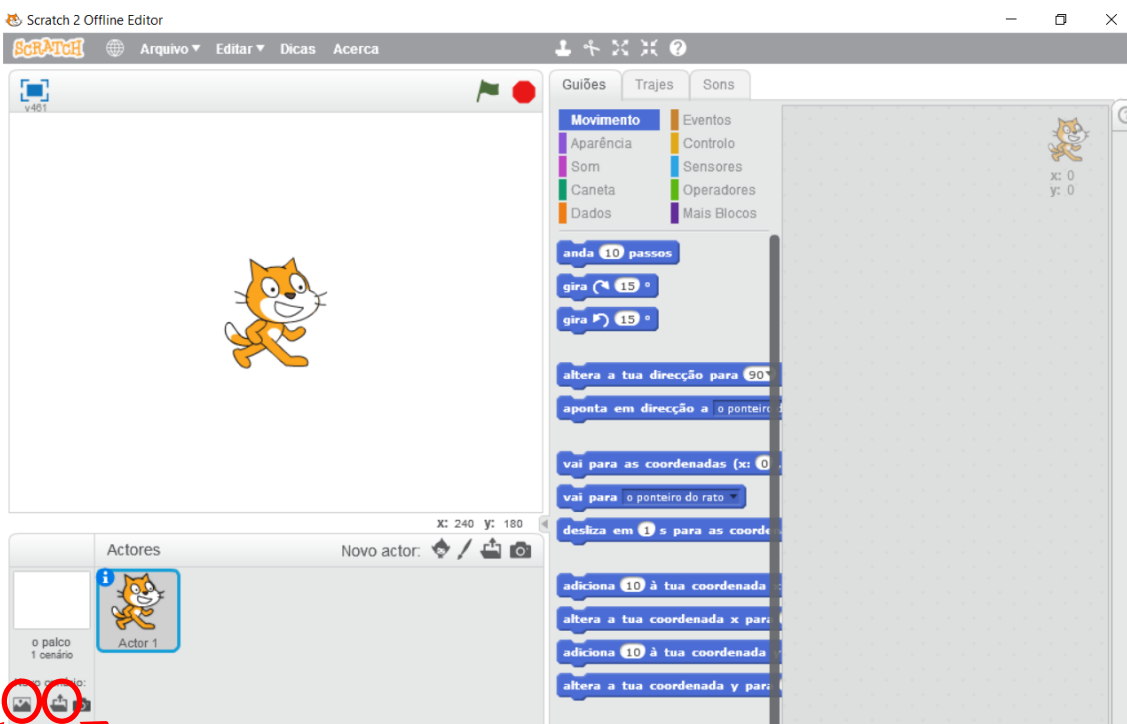 Scratch 2 Offline Editor
SCRATCH Arquivo Editar Dicas Acerca
v461
Guiões Trajes Sons
Movimento Eventos
Aparência Controlo
Som Sensores
Caneta Operadores
Dados Mais Blocos
x: 0
y: 0
anda 10 passos
gira 15 °
gira 15 °
altera a tua direcção para 90
aponta em direcção a o ponteiro
vai para as coordenadas (x: 0
vai para o ponteiro do rato
desliza em 1 s para as coorde
adiciona 10 à tua coordenada
altera a tua coordenada x para
adiciona 10 à tua coordenada
altera a tua coordenada y para
X: 240 y: 180
Actores Novo actor:
o palco
1 cenário
Actor 1
Novo cenário: